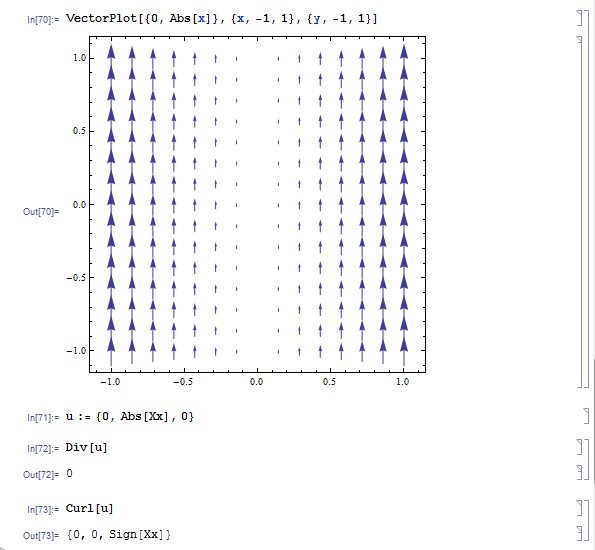 In[70]:= VectorPlot[{0, Abs[x]}, {x, -1, 1}, {y, -1, 1}]
1.0
0.5
Out[70]= 0.0
-0.5
-1.0
-1.0 -0.5 0.0 0.5 1.0
In[71]:= u := {0, Abs[Xx], 0}
In[72]:= Div[u]
Out[72]= 0
In[73]:= Curl[u]
Out[73]= {0, 0, Sign[Xx]}